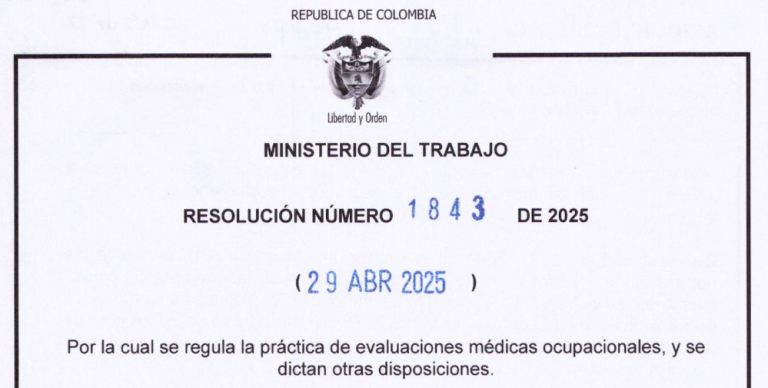 REPUBLICA DE COLOMBIA
Libertad y Orden
MINISTERIO DEL TRABAJO
RESOLUCIÓN NÚMERO 1843 DE 2025
( 29 ABR 2025 )
Por la cual se regula la práctica de evaluaciones médicas ocupacionales, y se
dictan otras disposiciones.